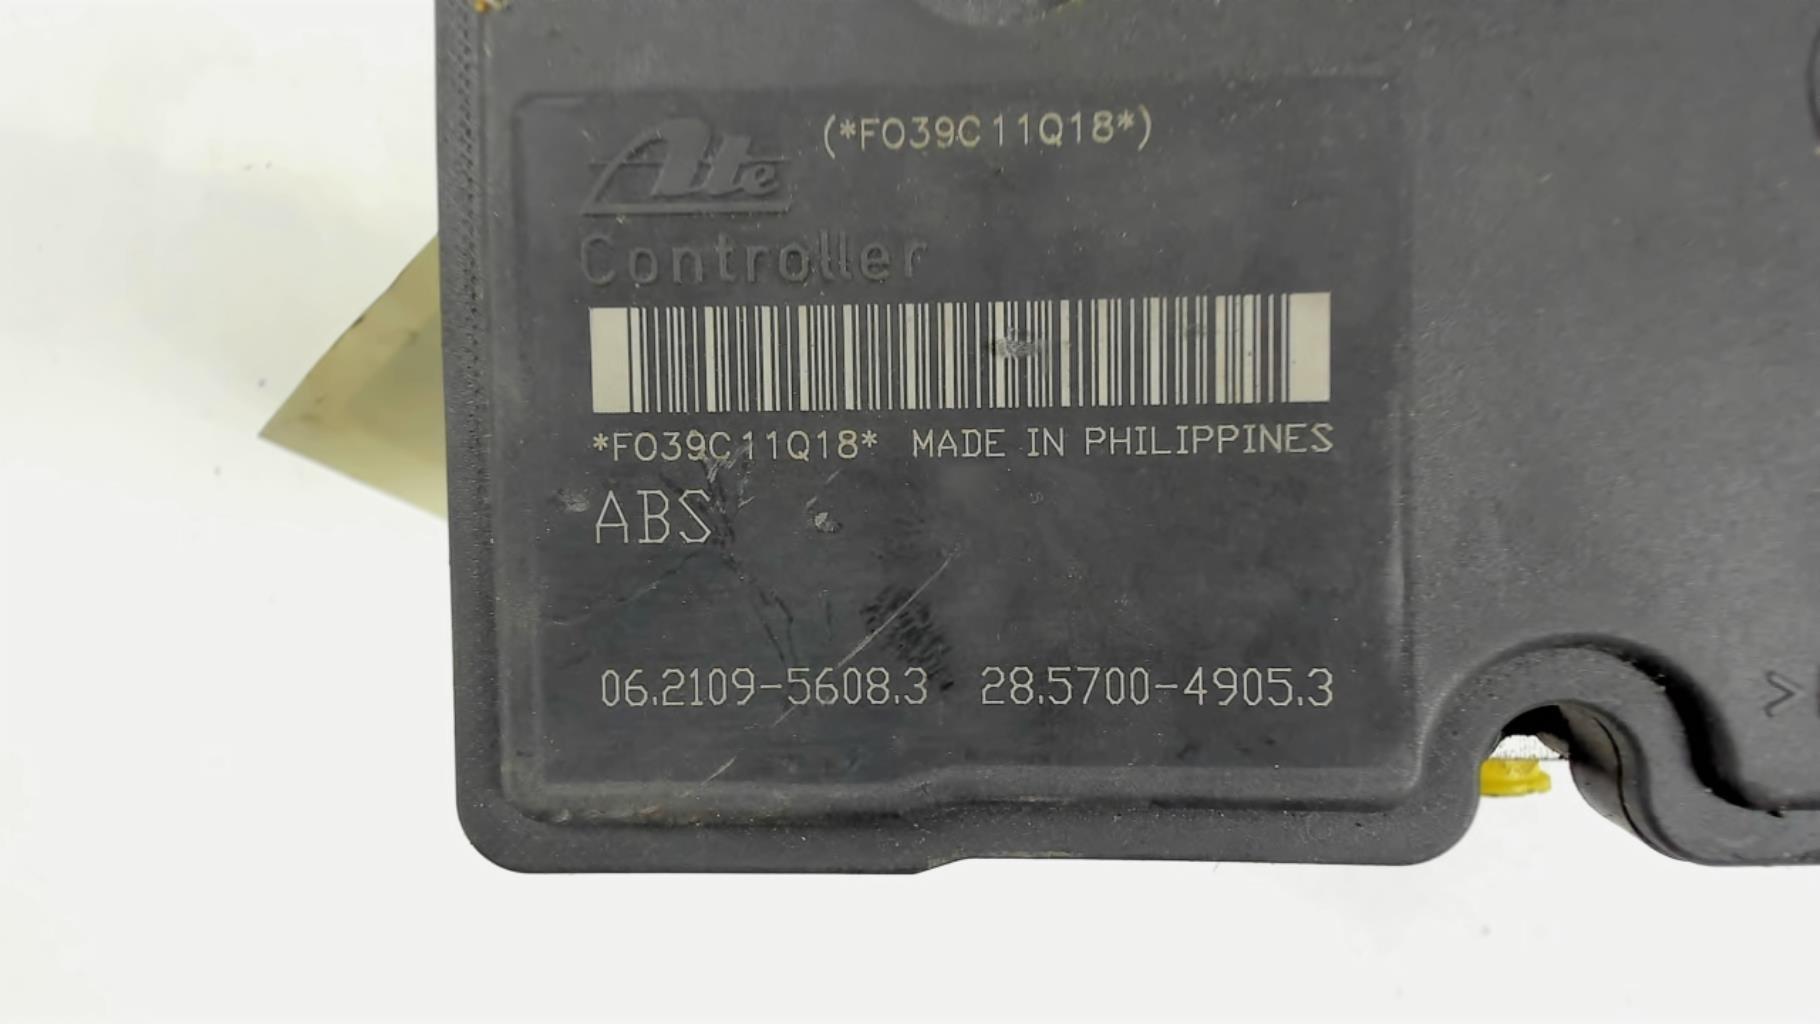 (*FO39C11Q18*)
Ate
Controller
*FO39C11Q18* MADE IN PHILIPPINES
ABS
06.2109-5608.3 28.5700-4905.3